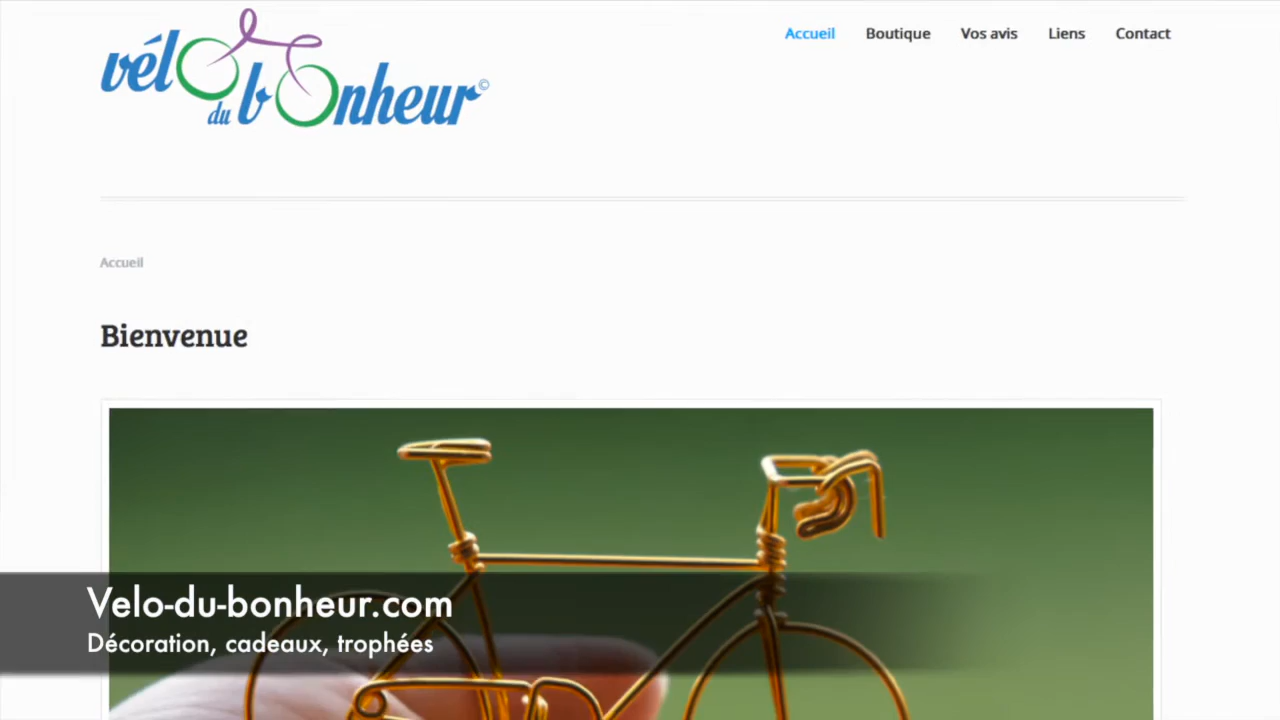 vélo
du bonheur©
Accueil Boutique Vos avis Liens Contact
Accueil
Bienvenue
Velo-du-bonheur.com
Décoration, cadeaux, trophées